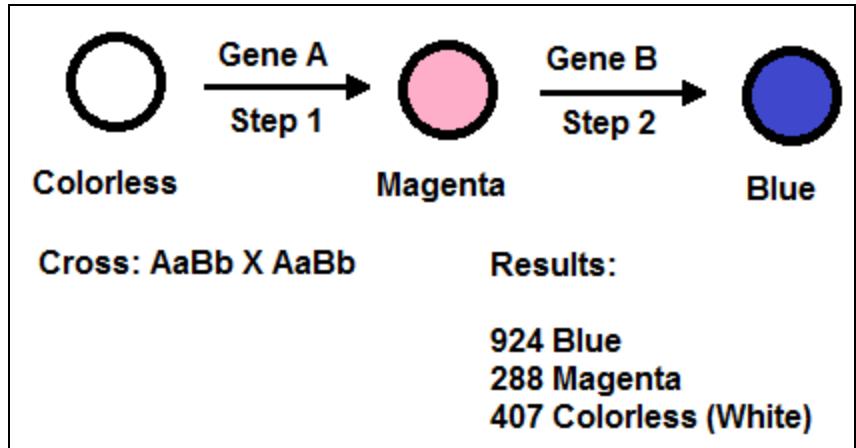 Gene A
Gene B
Step 1
Step 2
Colorless
Magenta
Blue
Cross: AaBb X AaBb
Results:
924 Blue
288 Magenta
407 Colorless (White)